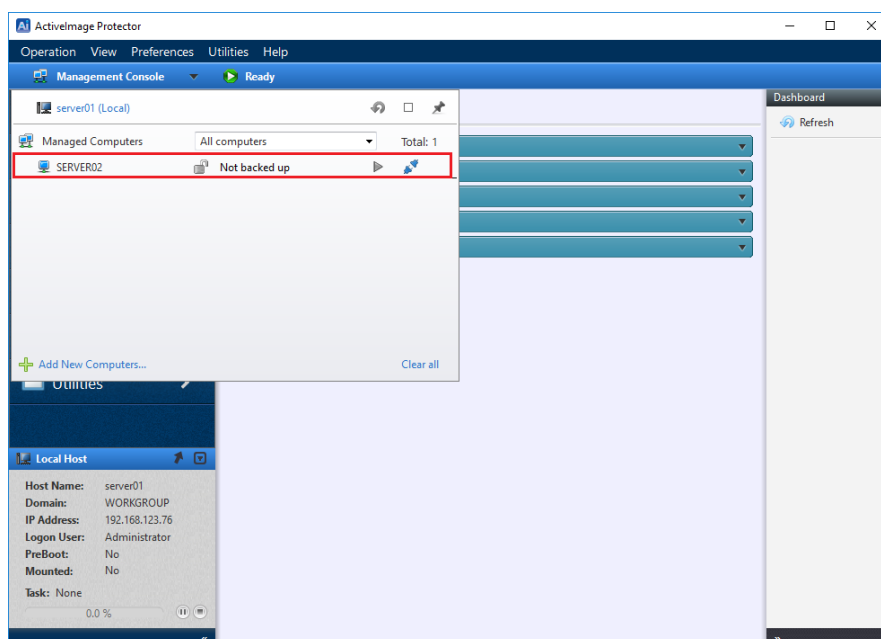 Ai ActiveImage Protector
Operation View Preferences Utilities Help
Management Console Ready
server01 (Local)
Managed Computers All computers Total: 1
SERVER02 Not backed up
Add New Computers... Clear all
Dashboard
Refresh
Utilities
Local Host
Host Name: server01
Domain: WORKGROUP
IP Address: 192.168.123.76
Logon User: Administrator
PreBoot: No
Mounted: No
Task: None
0.0 %